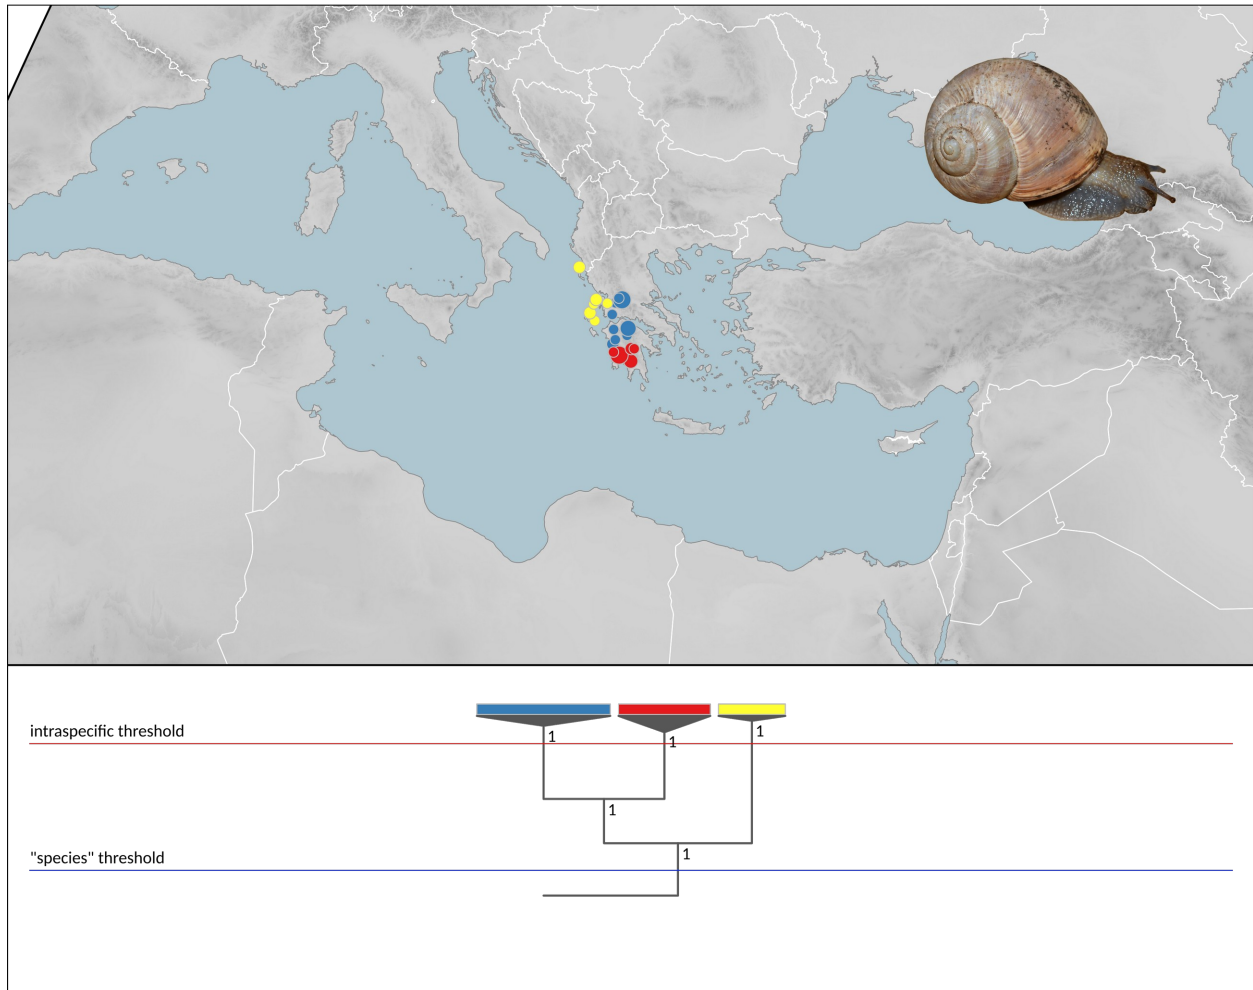 intraspecific threshold
1
1
1
1
1
"species" threshold